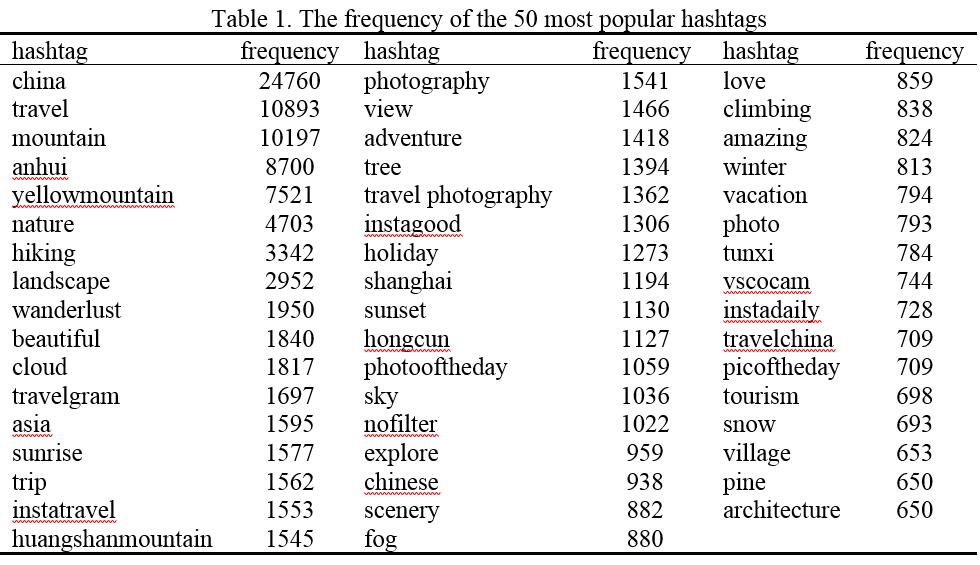 Table 1. The frequency of the 50 most popular hashtags
hashtag frequency hashtag frequency hashtag frequency
china 24760 photography 1541 love 859
travel 10893 view 1466 climbing 838
mountain 10197 adventure 1418 amazing 824
anhui 8700 tree 1394 winter 813
yellowmountain 7521 travel photography 1362 vacation 794
nature 4703 instagood 1306 photo 793
hiking 3342 holiday 1273 tunxi 784
landscape 2952 shanghai 1194 vscocam 744
wanderlust 1950 sunset 1130 instadaily 728
beautiful 1840 hongcun 1127 travelchina 709
cloud 1817 photooftheday 1059 picoftheday 709
travelgram 1697 sky 1036 tourism 698
asia 1595 nofilter 1022 snow 693
sunrise 1577 explore 959 village 653
trip 1562 chinese 938 pine 650
instatravel 1553 scenery 882 architecture 650
huangshanmountain 1545 fog 880